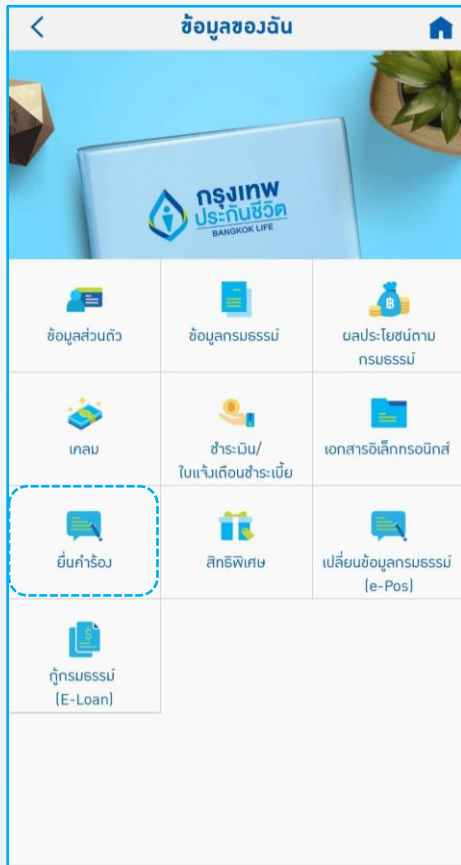 ข้อมูลของฉัน
กรุงเทพ
ประกันชีวิต
BANGKOK LIFE
ข้อมูลส่วนตัว
ข้อมูลกรมธรรม์
ผลประโยชน์ตาม
กรมธรรม์
เคลม
ชำระเงิน/
ใบแจ้งเตือนชำระเบี้ย
เอกสารอิเล็กทรอนิกส์
ยื่นคำร้อง
สิทธิพิเศษ
เปลี่ยนข้อมูลกรมธรรม์
(e-Pos)
กู้กรมธรรม์
(E-Loan)